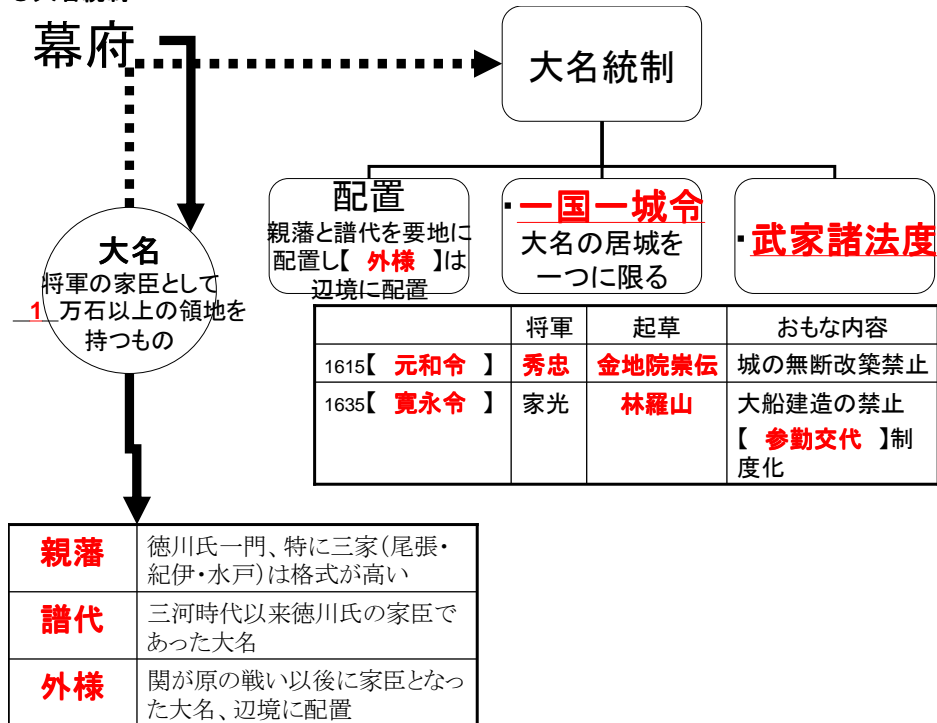 幕府
大名統制
配置
親藩と譜代を要地に
配置し【 外様 】は
辺境に配置
・一国一城令
大名の居城を
一つに限る
・武家諸法度
大名
将軍の家臣として
1 万石以上の領地を
持つもの
将軍 起草 おもな内容
1615【 元和令 】 秀忠 金地院崇伝 城の無断改築禁止
1635【 寛永令 】 家光 林羅山 大船建造の禁止
【 参勤交代 】制
度化
親藩 徳川氏一門、特に三家(尾張・
紀伊・水戸)は格式が高い
譜代 三河時代以来徳川氏の家臣で
あった大名
外様 関が原の戦い以後に家臣となっ
た大名、辺境に配置